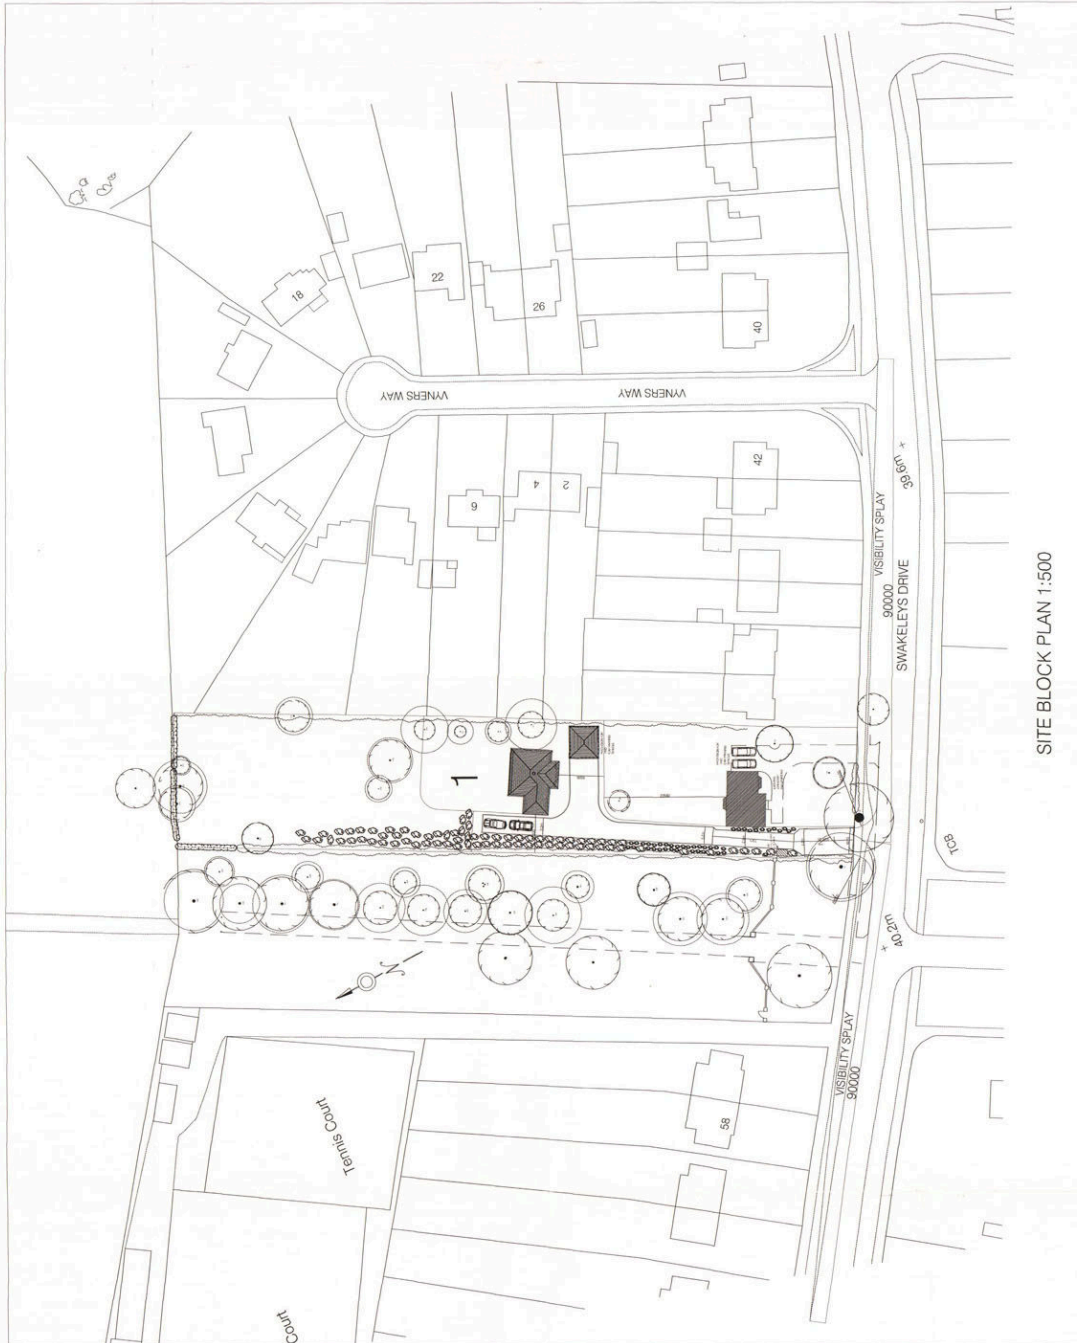 18
22
26
40
VYNERS WAY
VYNERS WAY
42
2
4
6
39.6m
VISIBILITY SPLAY
90000
SWAKELEYS DRIVE
1
N
TCB
40.2m
VISIBILITY SPLAY
90000
Tennis Court
58
Court
SITE BLOCK PLAN 1:500